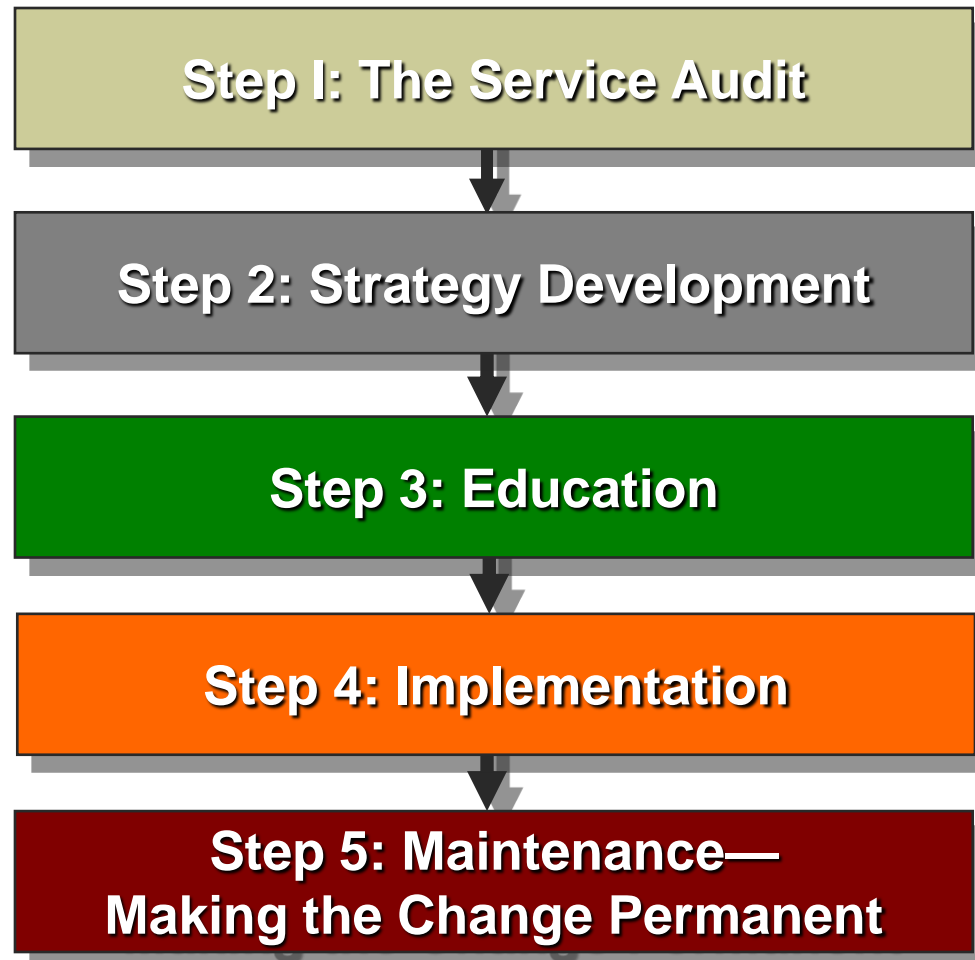 Step I: The Service Audit
Step 2: Strategy Development
Step 3: Education
Step 4: Implementation
Step 5: Maintenance—
Making the Change Permanent